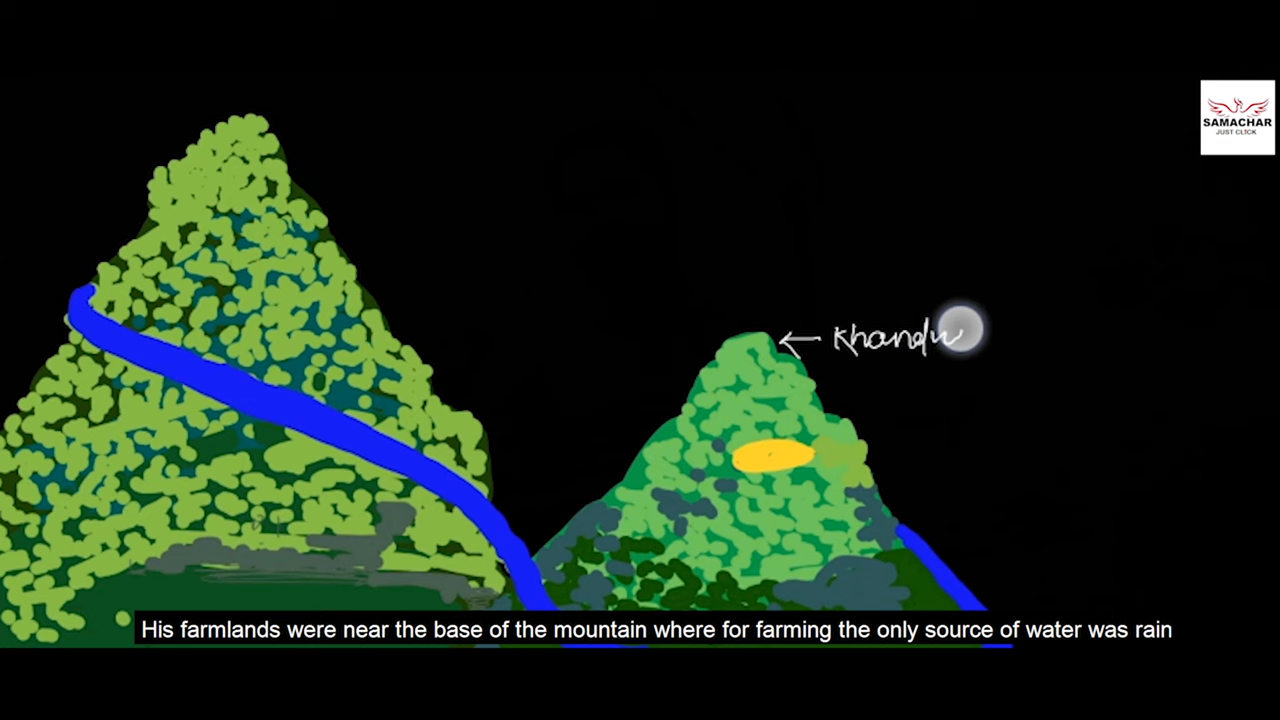 SAMACHAR
JUST CLICK
← Khandu
His farmlands were near the base of the mountain where for farming the only source of water was rain